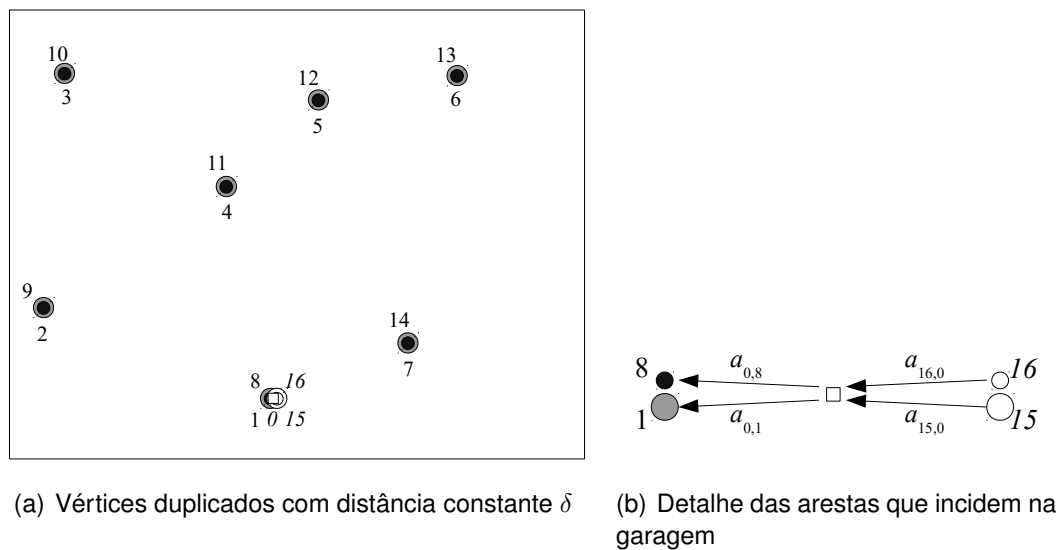 10
3
13
6
12
5
11
4
9
2
14
7
8 16
1 0 15
8 a0,8 a16,0 16
1 a0,1 a15,0 15
(a) Vértices duplicados com distância constante δ
(b) Detalhe das arestas que incidem na
garagem